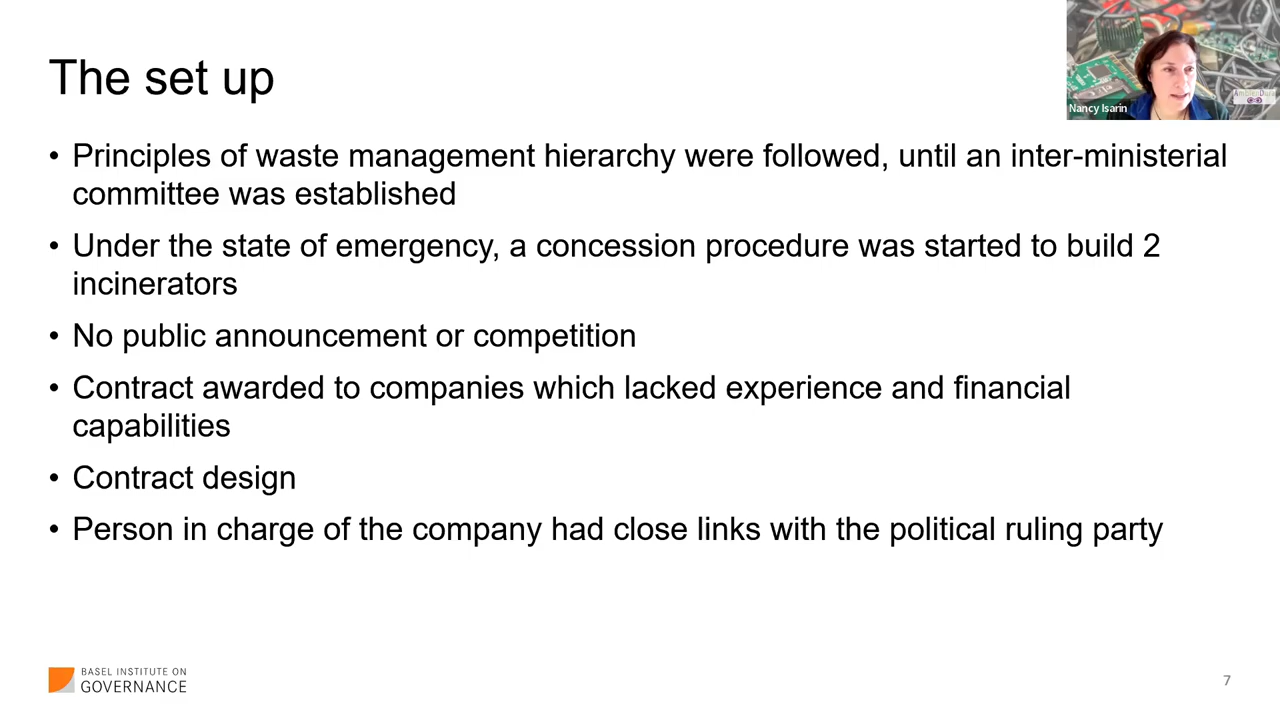 The set up
Nancy Isarin
• Principles of waste management hierarchy were followed, until an inter-ministerial
committee was established
• Under the state of emergency, a concession procedure was started to build 2
incinerators
• No public announcement or competition
• Contract awarded to companies which lacked experience and financial
capabilities
• Contract design
• Person in charge of the company had close links with the political ruling party
BASEL INSTITUTE ON
GOVERNANCE
7